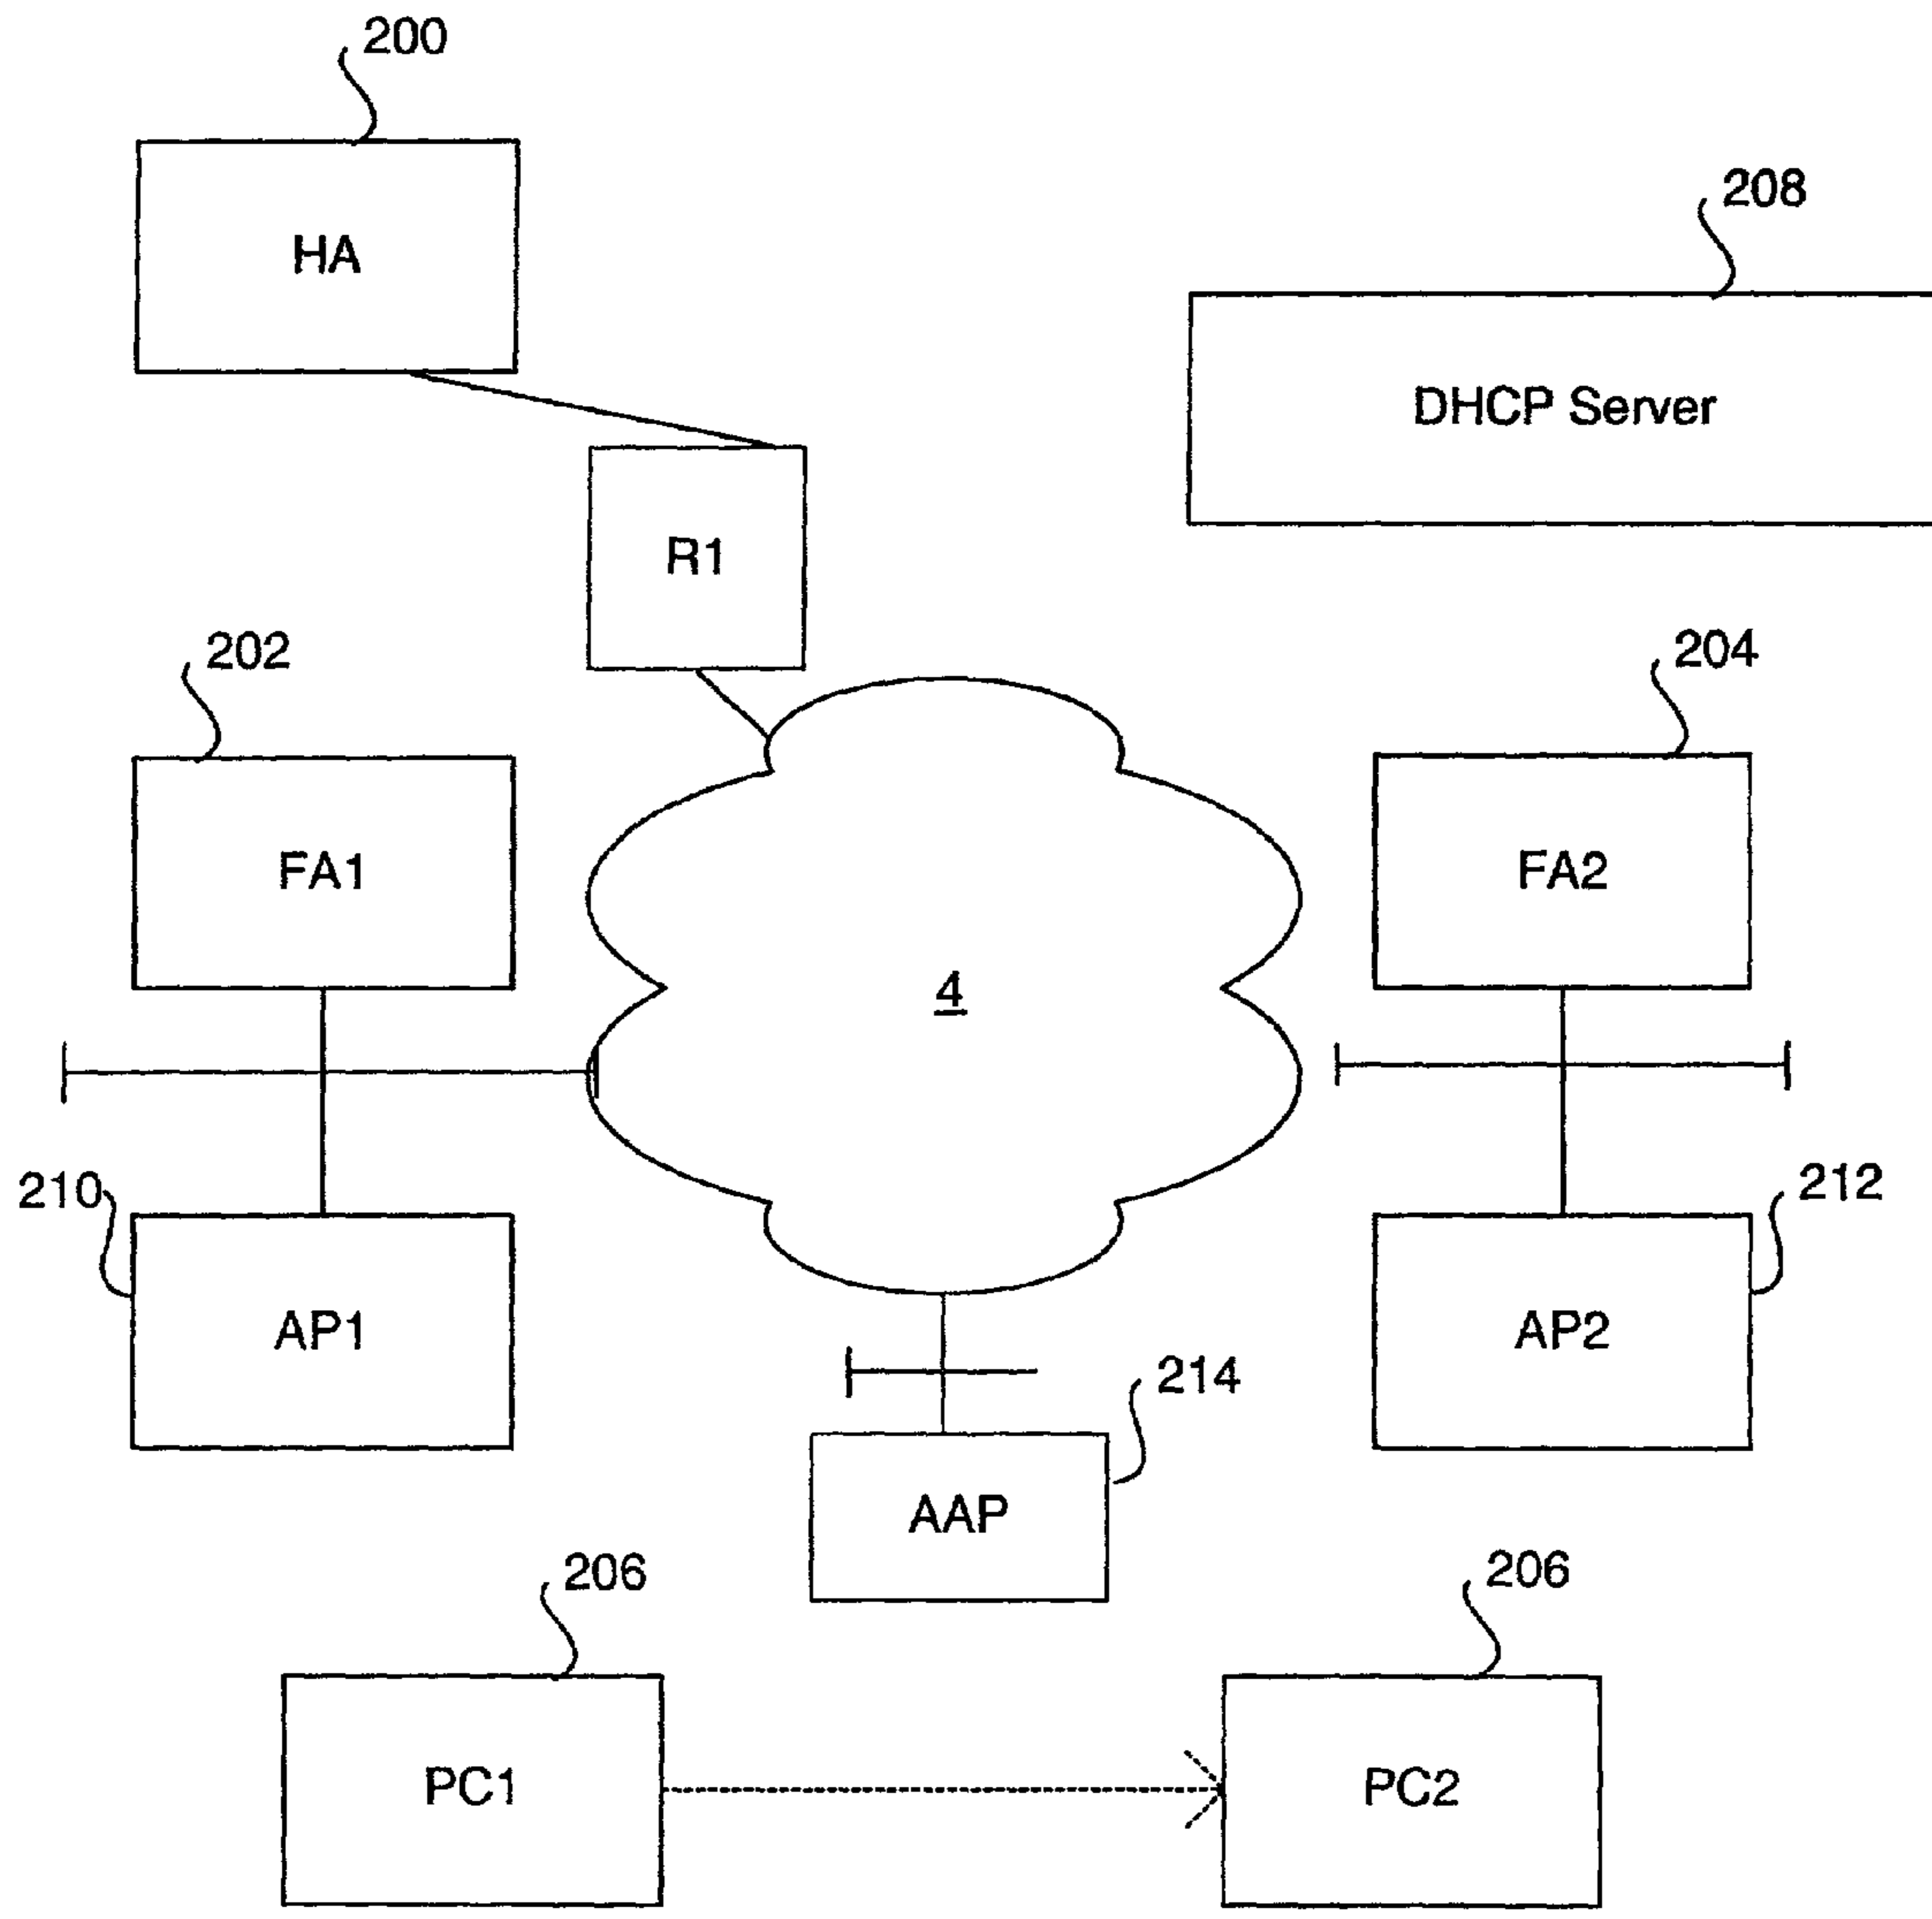 200
HA
208
DHCP Server
R1
202
204
FA1
FA2
4
210
212
AP1
AP2
214
AAP
206
206
PC1
PC2